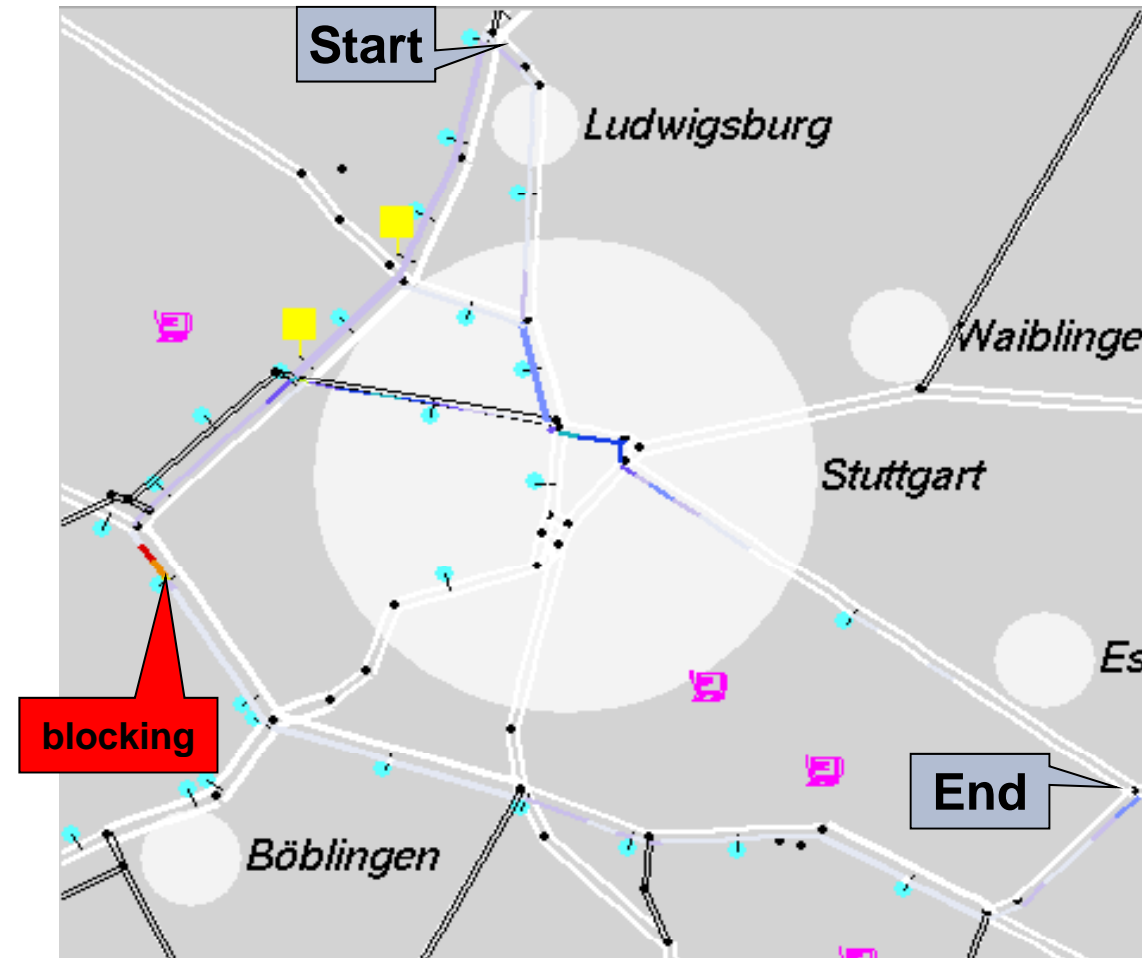 Start
Ludwigsburg
Waiblinge
Stuttgart
Es
blocking
End
Böblingen